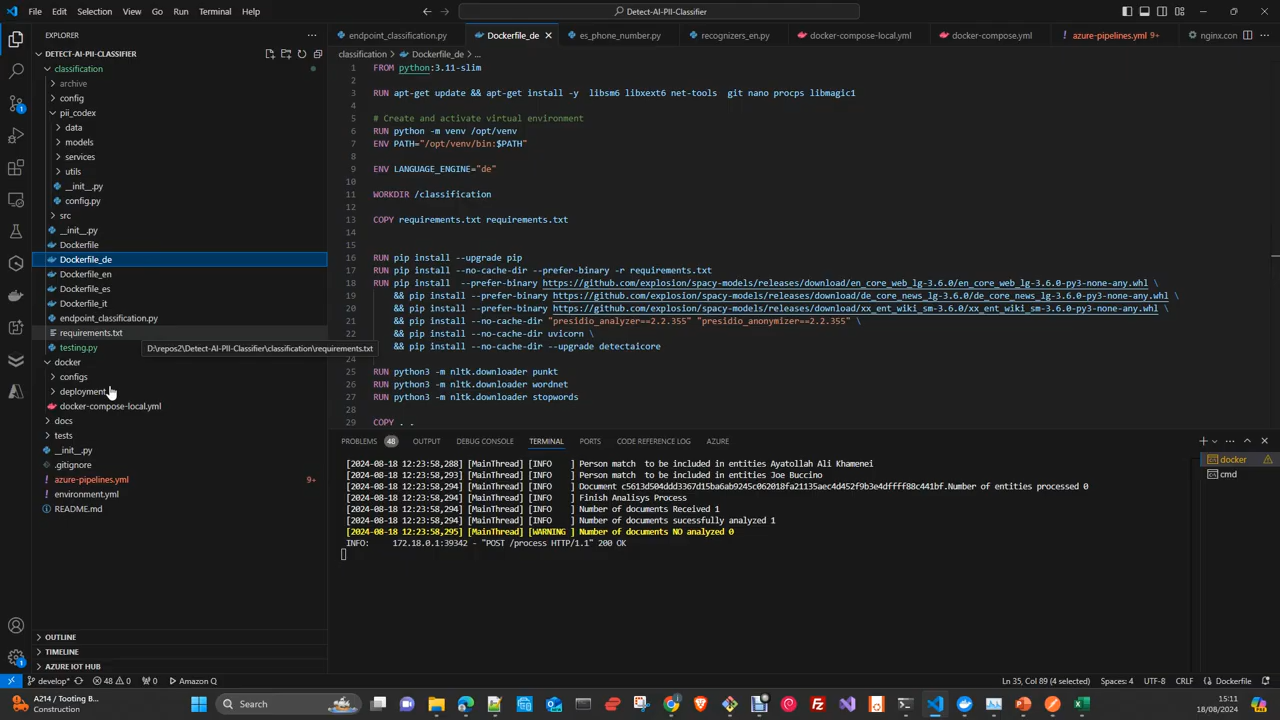 File Edit Selection View Go Run Terminal Help
Detect-AI-PII-Classifier
EXPLORER
DETECT-AI-PII-CLASSIFIER
classification
archive
config
pii_codex
data
models
services
utils
__init__.py
config.py
src
__init__.py
Dockerfile
Dockerfile_de
Dockerfile_en
Dockerfile_es
Dockerfile_it
endpoint_classification.py
requirements.txt
testing.py
D:\repos2\Detect-AI-PII-Classifier\classification\requirements.txt
docker
configs
deployment
docker-compose-local.yml
docs
tests
__init__.py
.gitignore
azure-pipelines.yml 9+
environment.yml
README.md
OUTLINE
TIMELINE
AZURE IOT HUB
endpoint_classification.py Dockerfile_de es_phone_number.py recognizers_en.py docker-compose-local.yml docker-compose.yml azure-pipelines.yml 9+ nginx.con
classification > Dockerfile_de > ...
1 FROM python:3.11-slim
2
3 RUN apt-get update && apt-get install -y libsm6 libxext6 net-tools git nano procps libmagic1
4
5 # Create and activate virtual environment
6 RUN python -m venv /opt/venv
7 ENV PATH="/opt/venv/bin:$PATH"
8
9 ENV LANGUAGE_ENGINE="de"
10
11 WORKDIR /classification
12
13 COPY requirements.txt requirements.txt
14
15
16 RUN pip install --upgrade pip
17 RUN pip install --no-cache-dir --prefer-binary -r requirements.txt
18 RUN pip install --prefer-binary https://github.com/explosion/spacy-models/releases/download/en_core_web_lg-3.6.0/en_core_web_lg-3.6.0-py3-none-any.whl \
19 && pip install --prefer-binary https://github.com/explosion/spacy-models/releases/download/de_core_news_lg-3.6.0/de_core_news_lg-3.6.0-py3-none-any.whl \
20 && pip install --prefer-binary https://github.com/explosion/spacy-models/releases/download/xx_ent_wiki_sm-3.6.0/xx_ent_wiki_sm-3.6.0-py3-none-any.whl \
21 && pip install --no-cache-dir "presidio_analyzer==2.2.355" "presidio_anonymizer==2.2.355" \
22 && pip install --no-cache-dir uvicorn \
23 && pip install --no-cache-dir --upgrade detectaicore
24
25 RUN python3 -m nltk.downloader punkt
26 RUN python3 -m nltk.downloader wordnet
27 RUN python3 -m nltk.downloader stopwords
28
29 COPY . .
PROBLEMS 48 OUTPUT DEBUG CONSOLE TERMINAL PORTS CODE REFERENCE LOG AZURE
[2024-08-18 12:23:58,288] [MainThread] [INFO ] Person match to be included in entities Ayatollah Ali Khamenei
[2024-08-18 12:23:58,293] [MainThread] [INFO ] Person match to be included in entities Joe Buccino
[2024-08-18 12:23:58,294] [MainThread] [INFO ] Document c5613d504ddd3367d15ba6ab9245c062018fa21135aec4d452f9b3e4dffff88c441bf.Number of entities processed 0
[2024-08-18 12:23:58,294] [MainThread] [INFO ] Finish Analisys Process
[2024-08-18 12:23:58,294] [MainThread] [INFO ] Number of documents Received 1
[2024-08-18 12:23:58,294] [MainThread] [INFO ] Number of documents sucessfully analyzed 1
[2024-08-18 12:23:58,295] [MainThread] [WARNING ] Number of documents NO analyzed 0
INFO: 172.18.0.1:39342 - "POST /process HTTP/1.1" 200 OK
docker
cmd
develop* 48 0 0 Amazon Q Ln 35, Col 89 (4 selected) Spaces: 4 UTF-8 CRLF Dockerfile
A214 / Tooting B...
Construction
Search
15:11
18/08/2024